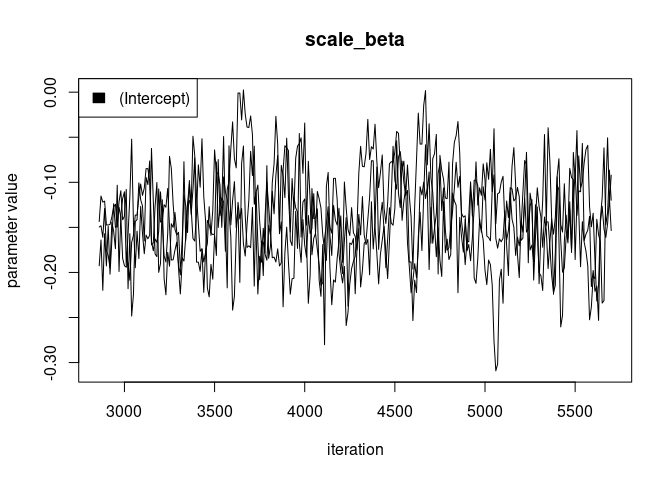 scale_beta
(Intercept)
parameter value
0.00
-0.10
-0.20
-0.30
3000 3500 4000 4500 5000 5500
iteration